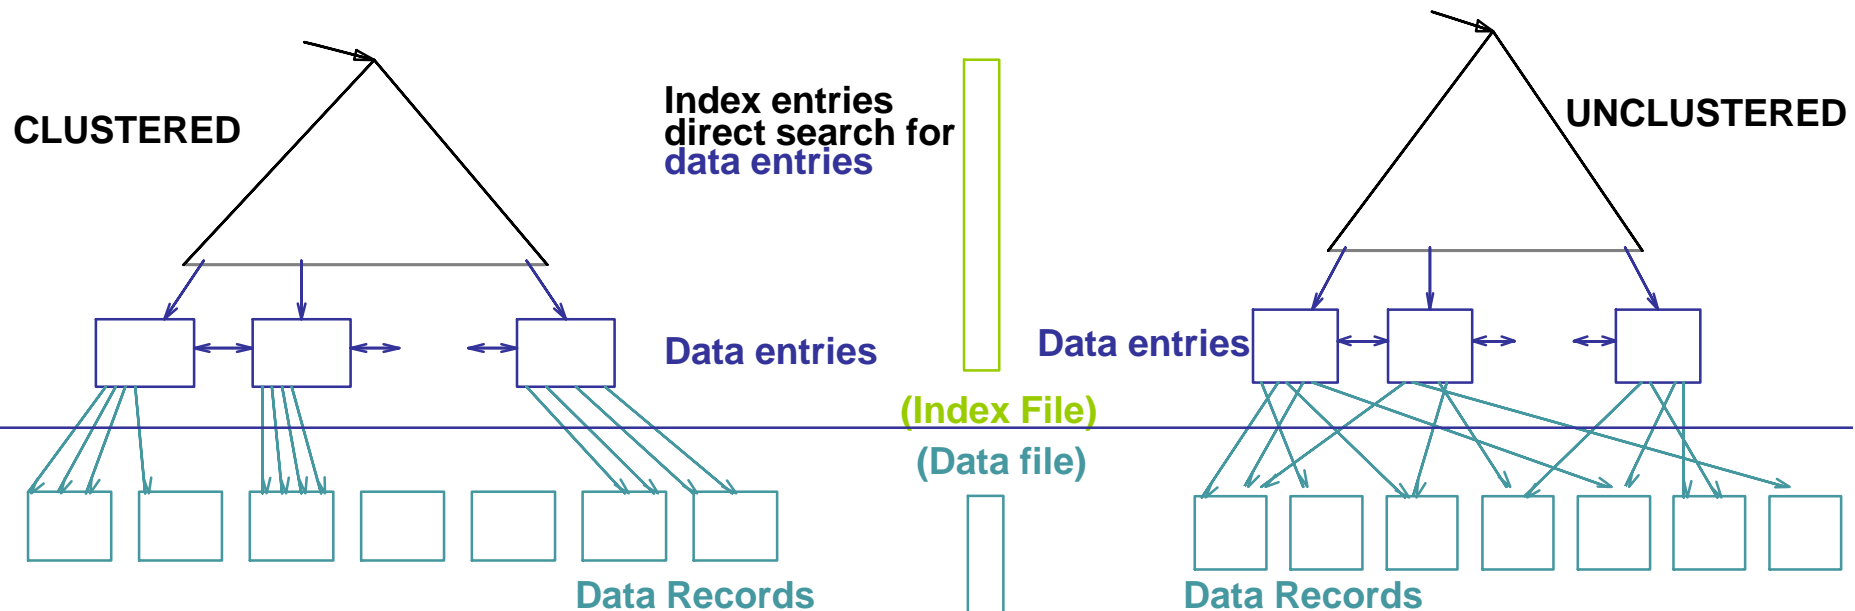 CLUSTERED
Index entries
direct search for
data entries
UNCLUSTERED
Data entries
Data entries
(Index File)
(Data file)
Data Records
Data Records